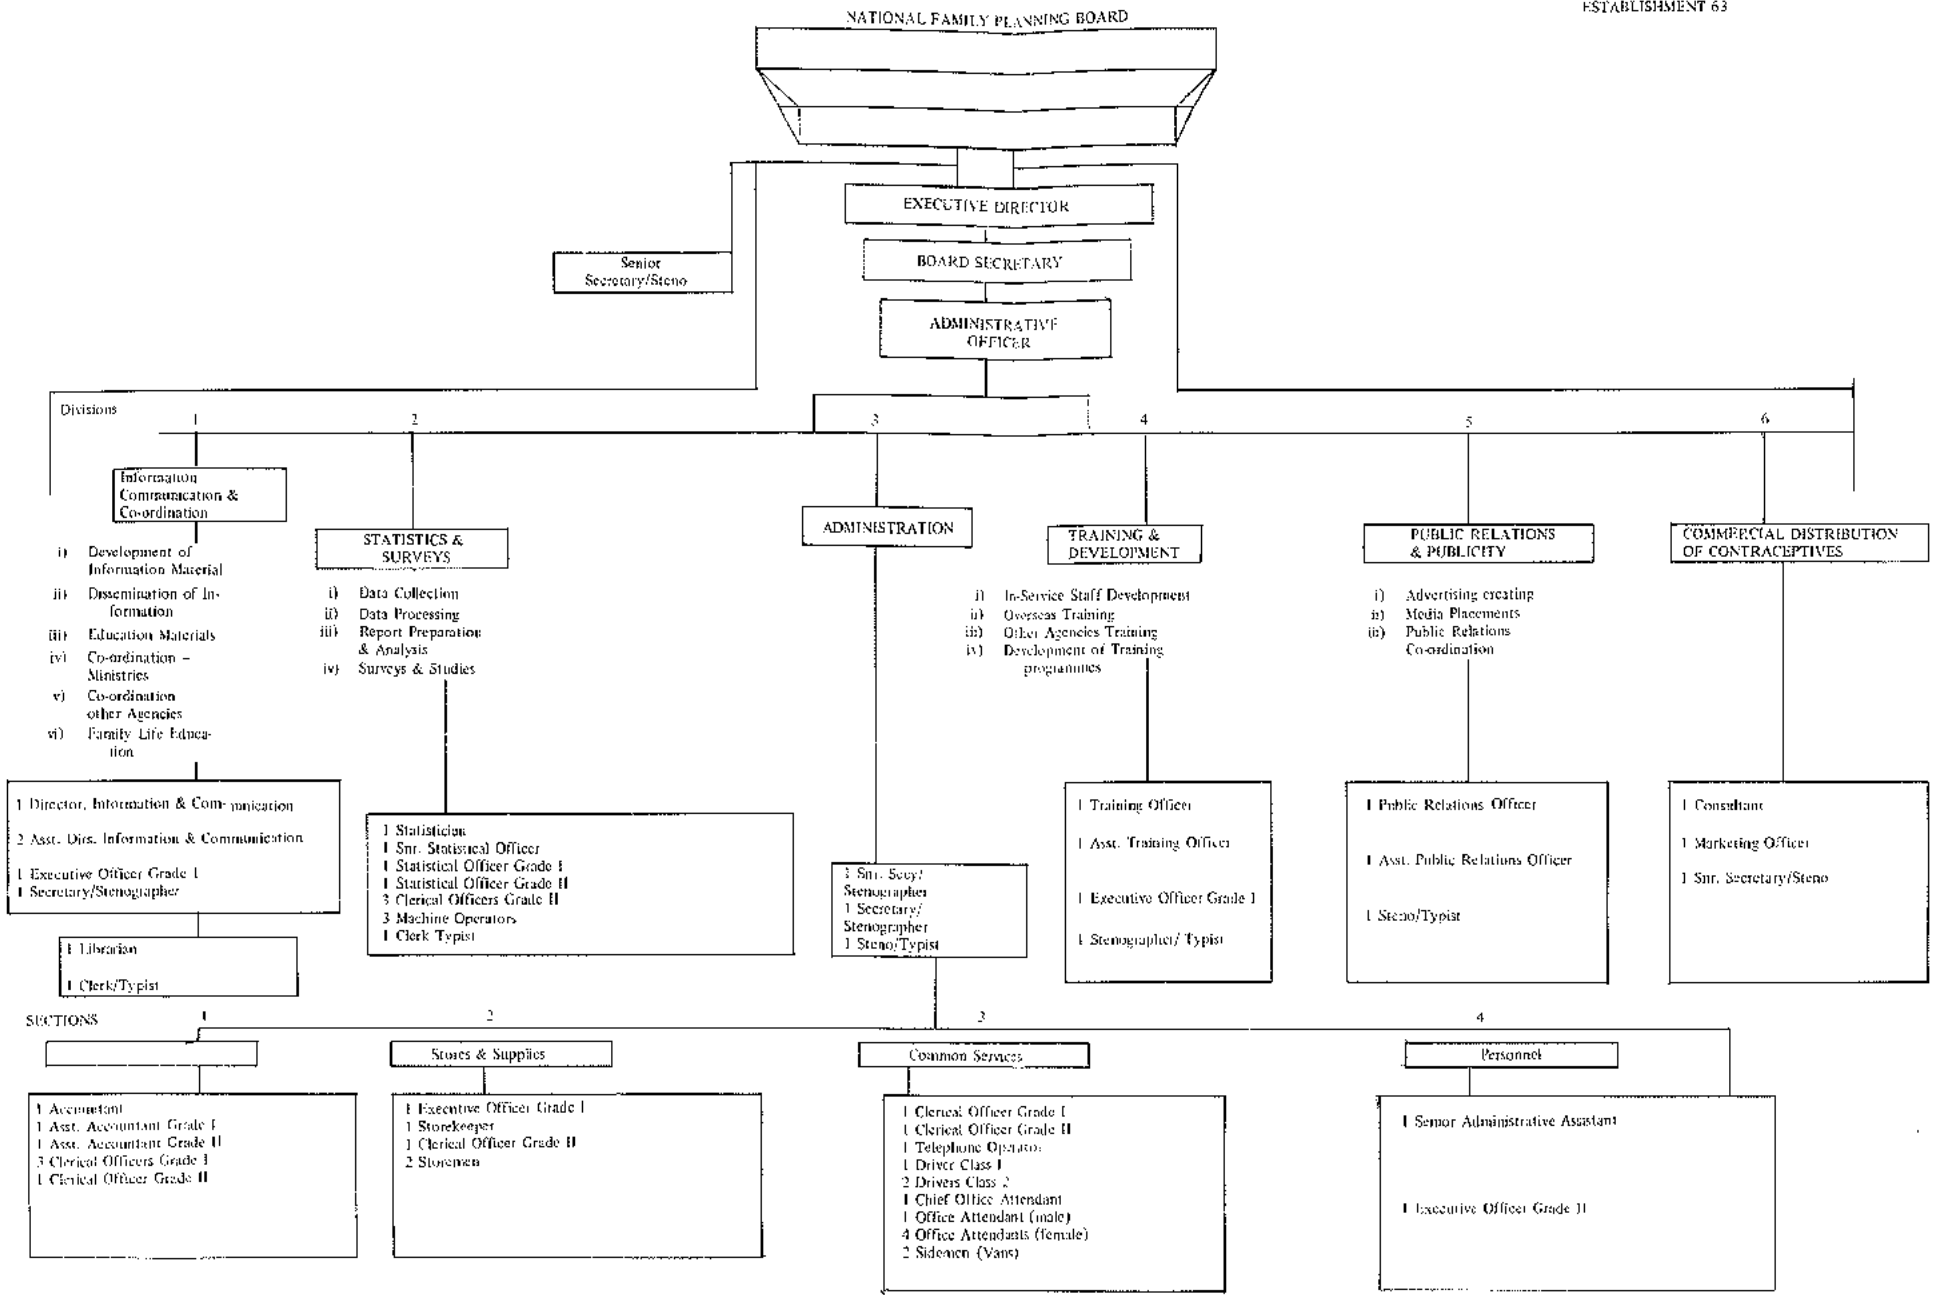 ESTABLISHMENT 63
NATIONAL FAMILY PLANNING BOARD
EXECUTIVE DIRECTOR
BOARD SECRETARY
Senior
Secretary/Steno
ADMINISTRATIVE
OFFICER
Divisions
1
2
3
4
5
6
Information
Communication &
Co-ordination
i) Development of
Information Material
ii) Dissemination of In-
formation
iii) Education Materials
iv) Co-ordination –
Ministries
v) Co-ordination
other Agencies
vi) Family Life Educa-
tion
1 Director, Information & Communication
2 Asst. Dirs. Information & Communication
1 Executive Officer Grade I
1 Secretary/Stenographer
1 Librarian
1 Clerk/Typist
STATISTICS &
SURVEYS
i) Data Collection
ii) Data Processing
iii) Report Preparation
& Analysis
iv) Surveys & Studies
1 Statistician
1 Snr. Statistical Officer
1 Statistical Officer Grade I
1 Statistical Officer Grade II
3 Clerical Officers Grade II
3 Machine Operators
1 Clerk Typist
ADMINISTRATION
1 Snr. Secy/
Stenographer
1 Secretary/
Stenographer
1 Steno/Typist
TRAINING &
DEVELOPMENT
i) In-Service Staff Development
ii) Overseas Training
iii) Other Agencies Training
iv) Development of Training
programmes
1 Training Officer
1 Asst. Training Officer
1 Executive Officer Grade I
1 Stenographer/ Typist
PUBLIC RELATIONS
& PUBLICITY
i) Advertising creating
ii) Media Placements
iii) Public Relations
Co-ordination
1 Public Relations Officer
1 Asst. Public Relations Officer
1 Steno/Typist
COMMERCIAL DISTRIBUTION
OF CONTRACEPTIVES
1 Consultant
1 Marketing Officer
1 Snr. Secretary/Steno
SECTIONS
1
2
3
4
1 Accountant
1 Asst. Accountant Grade I
1 Asst. Accountant Grade II
3 Clerical Officers Grade I
1 Clerical Officer Grade II
Stores & Supplies
1 Executive Officer Grade I
1 Storekeeper
1 Clerical Officer Grade II
2 Storemen
Common Services
1 Clerical Officer Grade I
1 Clerical Officer Grade II
1 Telephone Operator
1 Driver Class I
2 Drivers Class 2
1 Chief Office Attendant
1 Office Attendant (male)
4 Office Attendants (female)
2 Sidemen (Vans)
Personnel
1 Senior Administrative Assistant
1 Executive Officer Grade II